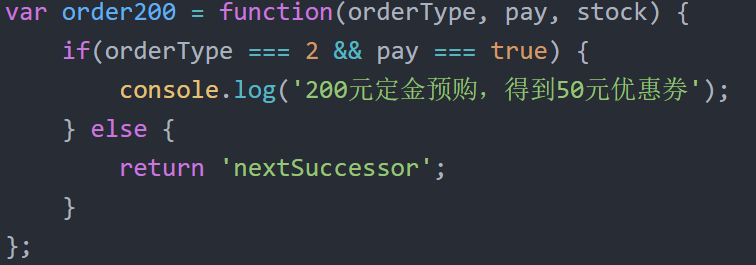 var order200 = function(orderType, pay, stock) {
    if(orderType === 2 && pay === true) {
        console.log('200元定金预购，得到50元优惠券');
    } else {
        return 'nextSuccessor';
    }
};